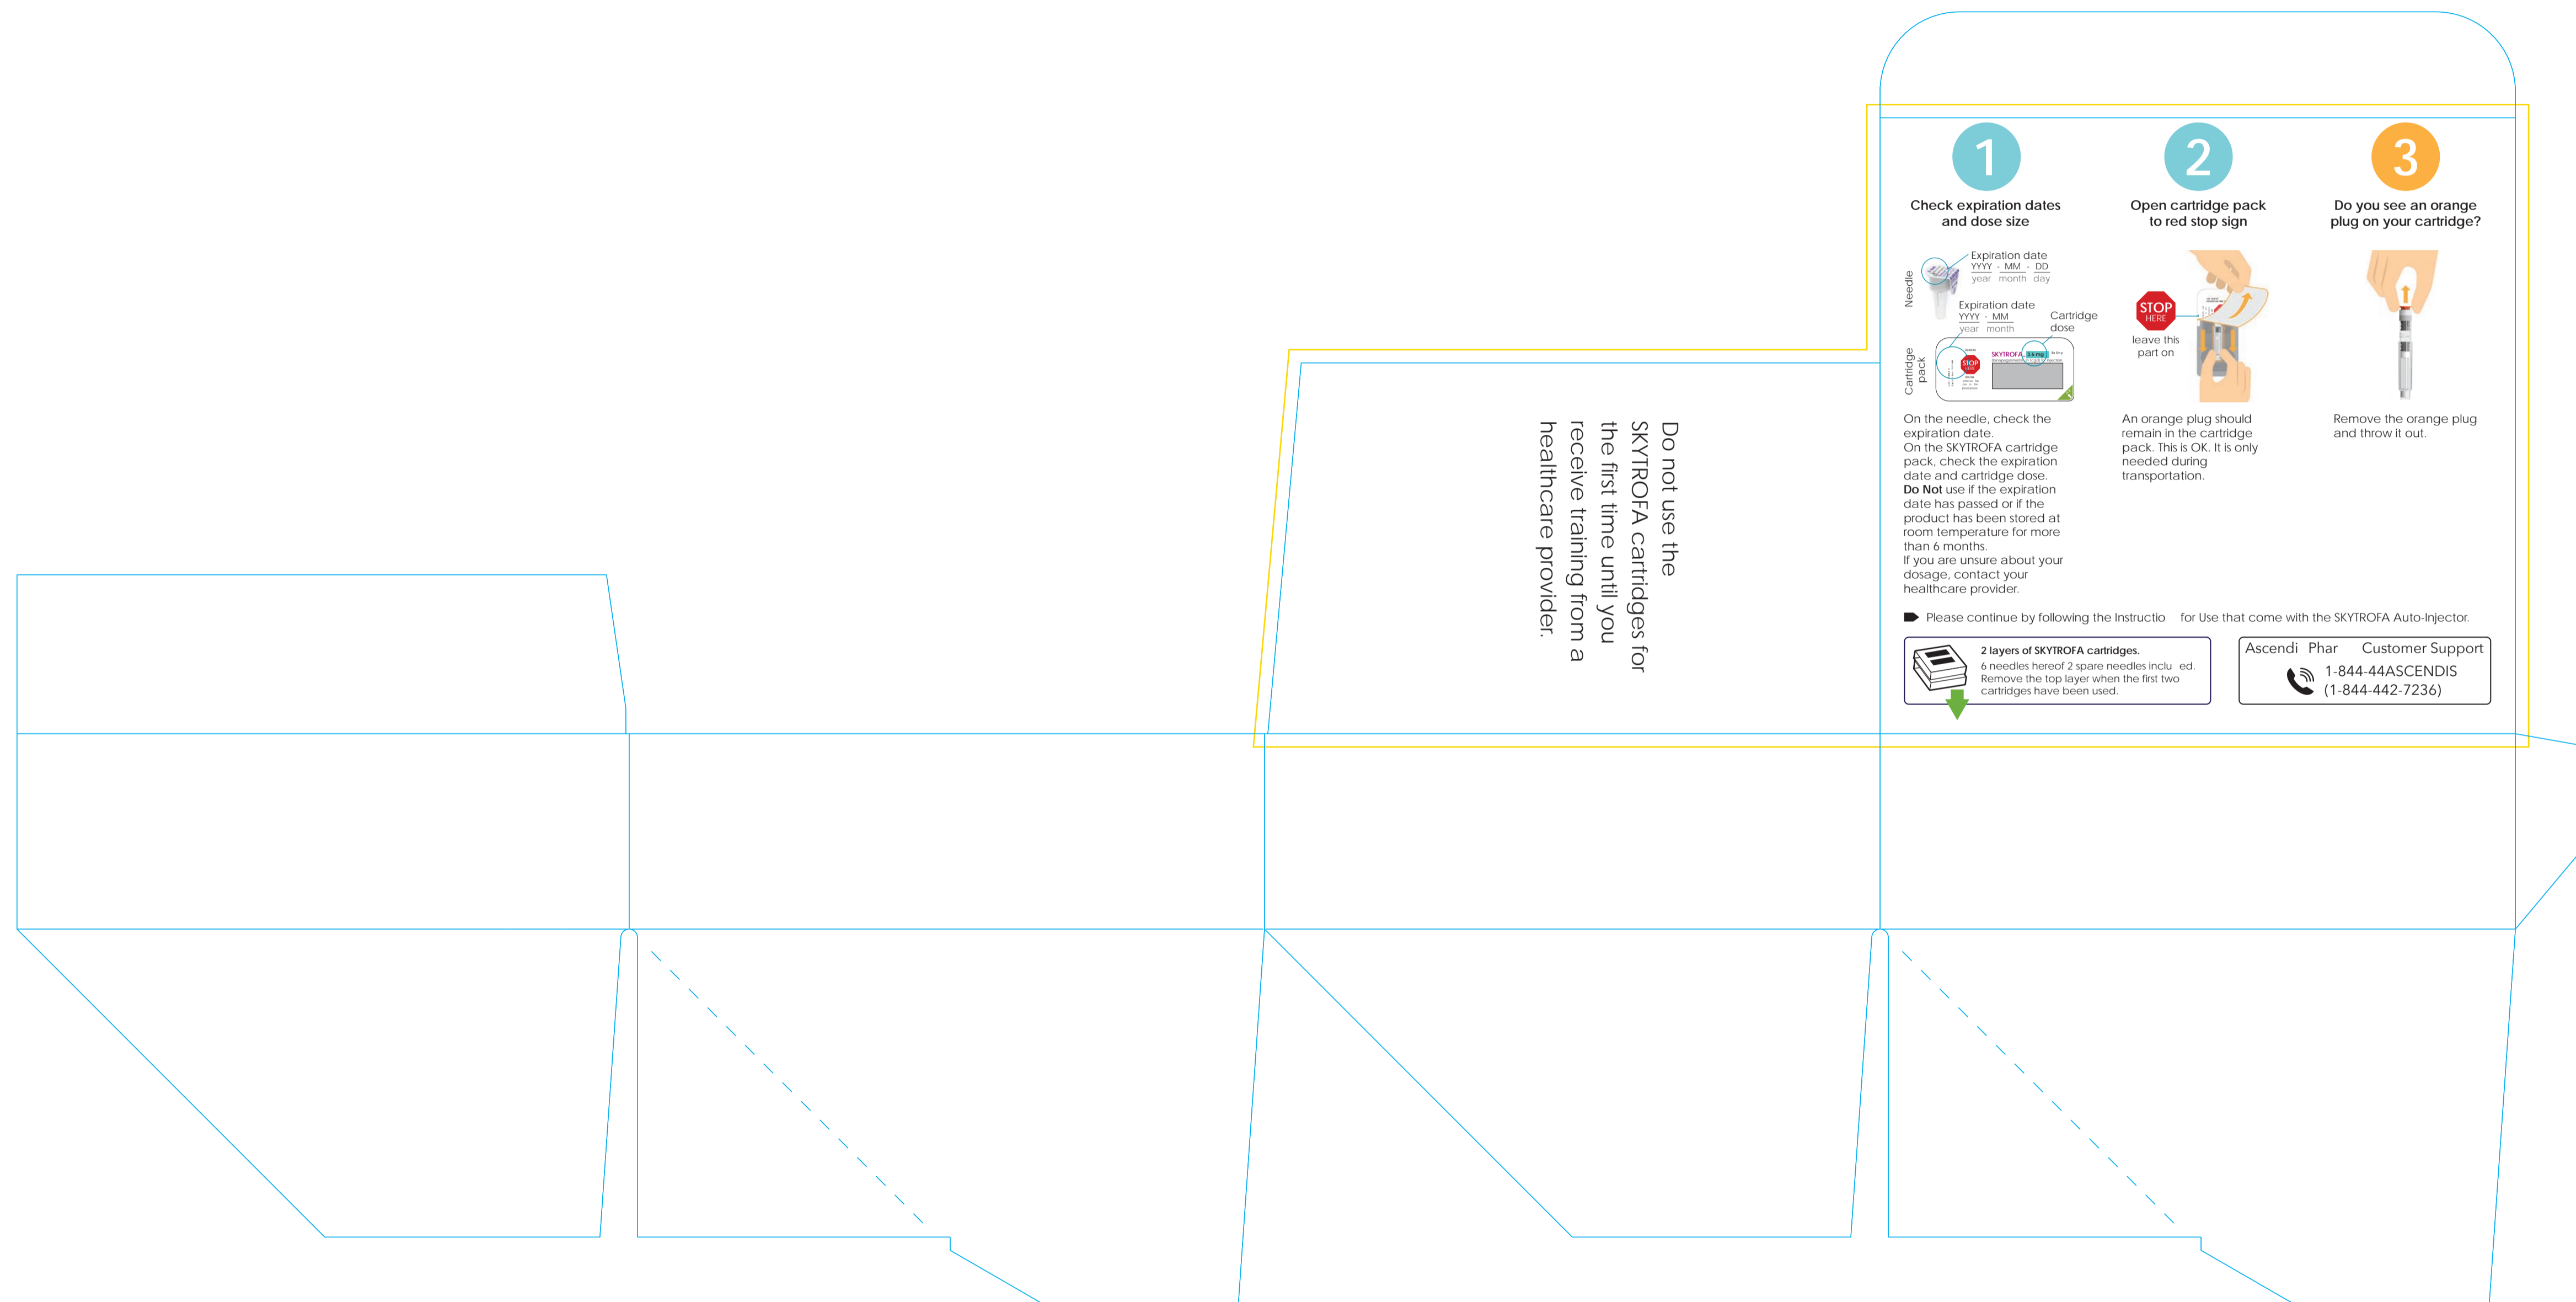 1
Check expiration dates
and dose size
Needle
Expiration date
YYYY - MM - DD
year month day
Expiration date
YYYY - MM
year month
Cartridge
dose
Cartridge
pack
STOP
HERE
SKYTROFA
3.6 mg
On the needle, check the
expiration date.
On the SKYTROFA cartridge
pack, check the expiration
date and cartridge dose.
Do Not use if the expiration
date has passed or if the
product has been stored at
room temperature for more
than 6 months.
If you are unsure about your
dosage, contact your
healthcare provider.
2
Open cartridge pack
to red stop sign
STOP
HERE
leave this
part on
An orange plug should
remain in the cartridge
pack. This is OK. It is only
needed during
transportation.
3
Do you see an orange
plug on your cartridge?
Remove the orange plug
and throw it out.
Please continue by following the Instructio for Use that come with the SKYTROFA Auto-Injector.
2 layers of SKYTROFA cartridges.
6 needles hereof 2 spare needles inclu ed.
Remove the top layer when the first two
cartridges have been used.
Ascendi Phar Customer Support
1-844-44ASCENDIS
(1-844-442-7236)
Do not use the
SKYTROFA cartridges for
the first time until you
receive training from a
healthcare provider.